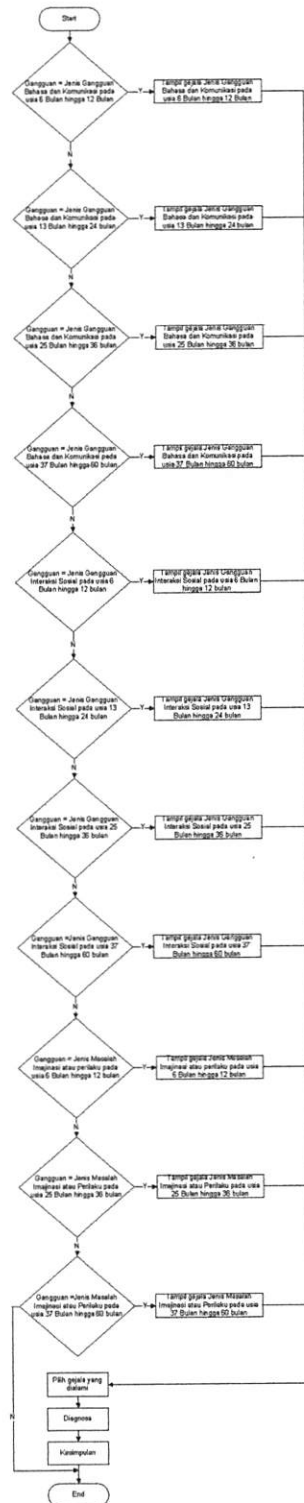 Start
Gangguan = Jenis Gangguan
Bahasa dan Komunikasi pada
usia 6 Bulan hingga 12 Bulan
Y
Tampil gejala Jenis Gangguan
Bahasa dan Komunikasi pada
usia 6 Bulan hingga 12 Bulan
N
Gangguan = Jenis Gangguan
Bahasa dan Komunikasi pada
usia 13 Bulan hingga 24 bulan
Y
Tampil gejala Jenis Gangguan
Bahasa dan Komunikasi pada
usia 13 Bulan hingga 24 bulan
N
Gangguan = Jenis Gangguan
Bahasa dan Komunikasi pada
usia 25 Bulan hingga 36 bulan
Y
Tampil gejala Jenis Gangguan
Bahasa dan Komunikasi pada
usia 25 Bulan hingga 36 bulan
N
Gangguan = Jenis Gangguan
Bahasa dan Komunikasi pada
usia 37 Bulan hingga 60 bulan
Y
Tampil gejala Jenis Gangguan
Bahasa dan Komunikasi pada
usia 37 Bulan hingga 60 bulan
N
Gangguan = Jenis Gangguan
Interaksi Sosial pada usia 6
Bulan hingga 12 bulan
Y
Tampil gejala Jenis Gangguan
Interaksi Sosial pada usia 6 Bulan
hingga 12 bulan
N
Gangguan = Jenis Gangguan
Interaksi Sosial pada usia 13
Bulan hingga 24 bulan
Y
Tampil gejala Jenis Gangguan
Interaksi Sosial pada usia 13
Bulan hingga 24 bulan
N
Gangguan = Jenis Gangguan
Interaksi Sosial pada usia 25
Bulan hingga 36 bulan
Y
Tampil gejala Jenis Gangguan
Interaksi Sosial pada usia 25
Bulan hingga 36 bulan
N
Gangguan =Jenis Gangguan
Interaksi Sosial pada usia 37
Bulan hingga 60 bulan
Y
Tampil gejala Jenis Gangguan
Interaksi Sosial pada usia 37
Bulan hingga 60 bulan
N
Gangguan = Jenis Masalah
Imajinasi atau perilaku pada
usia 6 Bulan hingga 12 bulan
Y
Tampil gejala Jenis Masalah
Imajinasi atau perilaku pada usia
6 Bulan hingga 12 bulan
N
Gangguan = Jenis Masalah
Imajinasi atau Perilaku pada
usia 25 Bulan hingga 36 bulan
Y
Tampil gejala Jenis Masalah
Imajinasi atau Perilaku pada usia
25 Bulan hingga 36 bulan
N
Gangguan =Jenis Masalah
Imajinasi atau Perilaku pada
usia 37 Bulan hingga 60 bulan
Y
Tampil gejala Jenis Masalah
Imajinasi atau Perilaku pada usia
37 Bulan hingga 60 bulan
N
Pilih gejala yang
dialami
Diagnosa
Kesimpulan
End